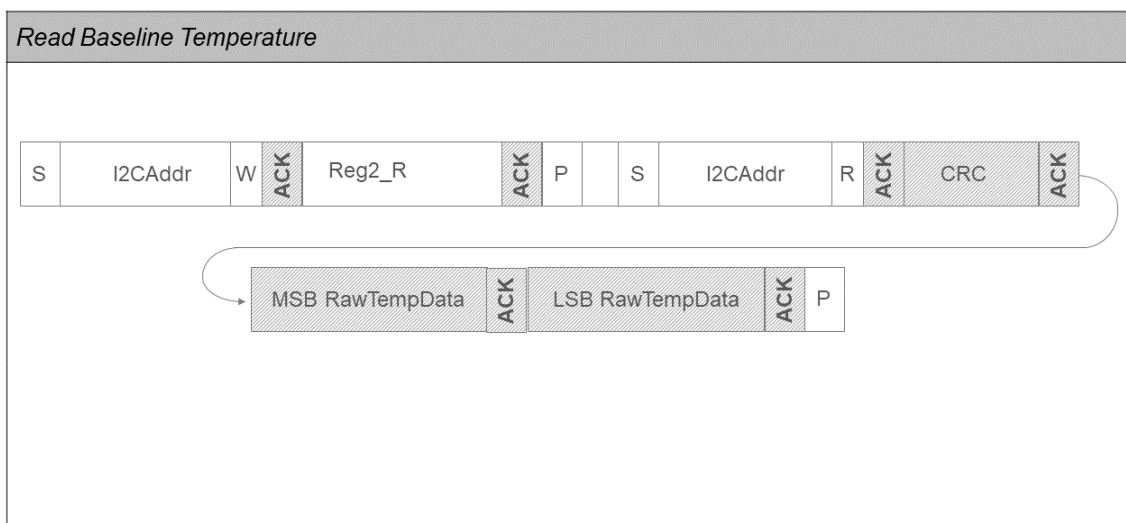 Read Baseline Temperature
S I2CAddr W ACK Reg2_R ACK P S I2CAddr R ACK CRC ACK
MSB RawTempData ACK LSB RawTempData ACK P